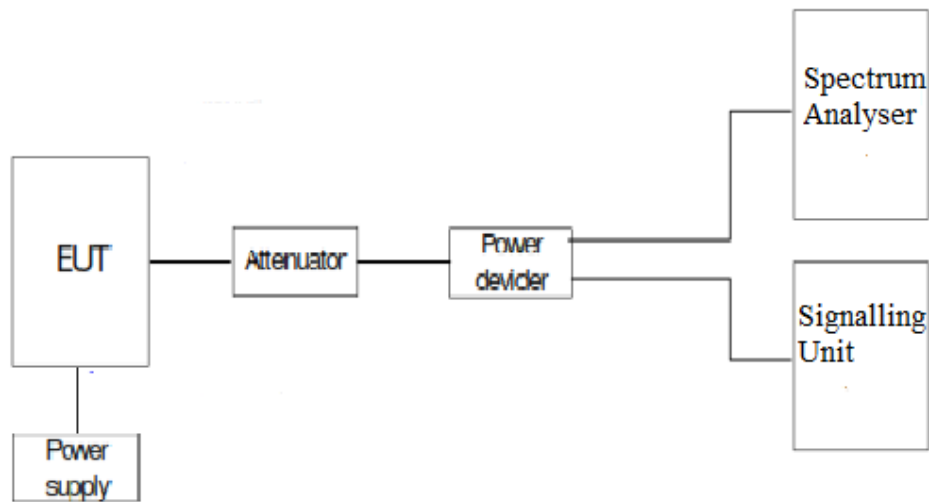 Spectrum
Analyser
EUT
Attenuator
Power
devider
Signalling
Unit
Power
supply